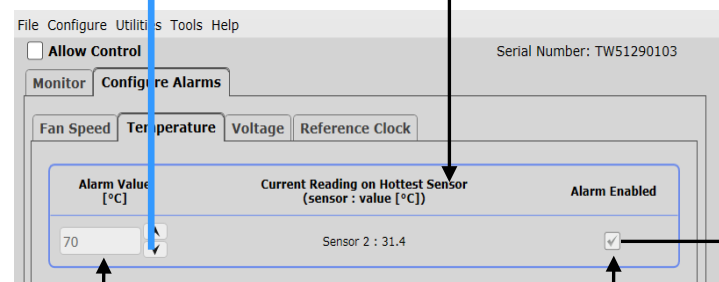 File Configure Utilities Tools Help
Allow Control Serial Number: TW51290103
Monitor Configure Alarms
Fan Speed Temperature Voltage Reference Clock
Alarm Value Current Reading on Hottest Sensor Alarm Enabled
[°C] (sensor : value [°C])
70 Sensor 2 : 31.4